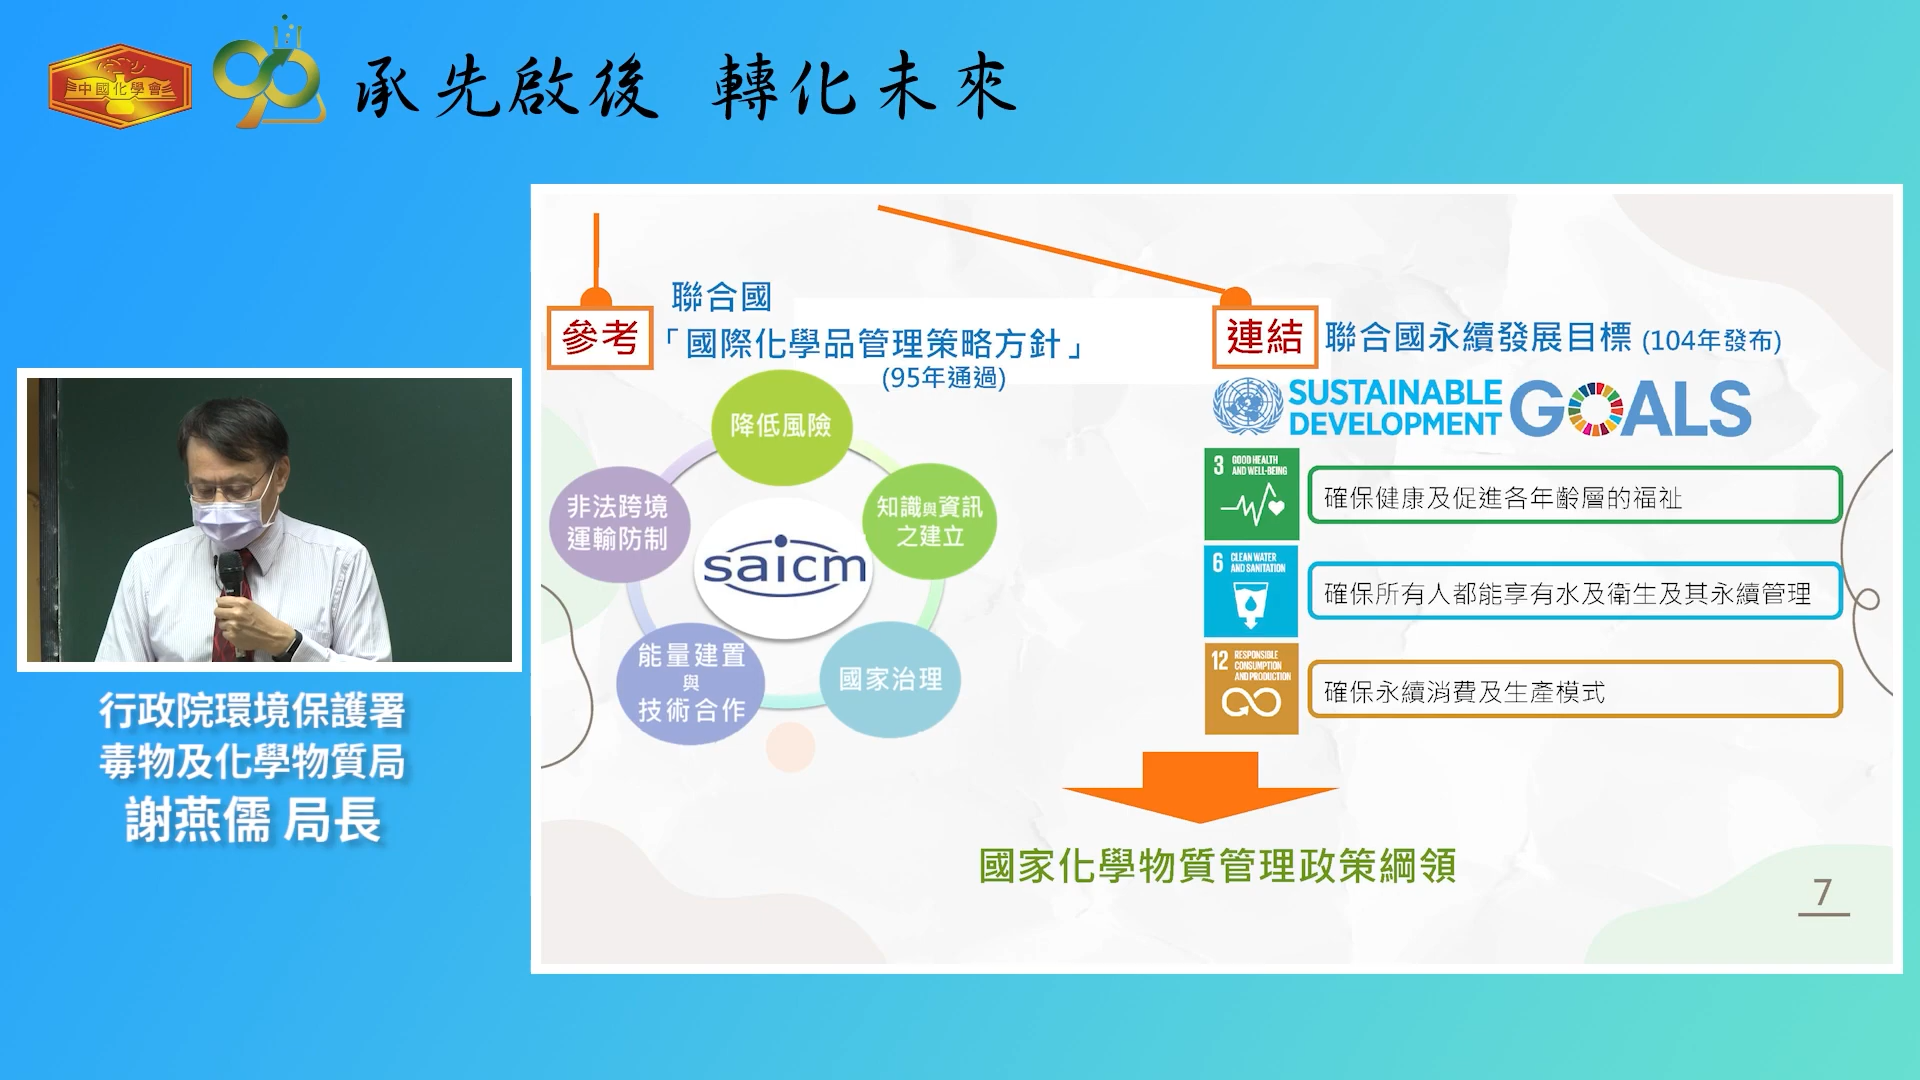 中國化學會
90
承先啟後 轉化未來
參考
聯合國
「國際化學品管理策略方針」
(95年通過)
降低風險
非法跨境
運輸防制
知識與資訊
之建立
saicm
能量建置
與
技術合作
國家治理
連結
聯合國永續發展目標 (104年發布)
SUSTAINABLE
DEVELOPMENT
GOALS
3 GOOD HEALTH
AND WELL-BEING
確保健康及促進各年齡層的福祉
6 CLEAN WATER
AND SANITATION
確保所有人都能享有水及衛生及其永續管理
12 RESPONSIBLE
CONSUMPTION
AND PRODUCTION
確保永續消費及生產模式
國家化學物質管理政策綱領
7
行政院環境保護署
毒物及化學物質局
謝燕儒 局長